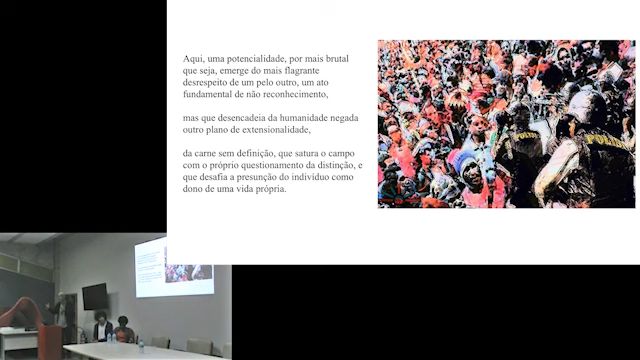 Aqui, uma potencialidade, por mais brutal
que seja, emerge do mais flagrante
desrespeito de um pelo outro, um ato
fundamental de não reconhecimento,
mas que desencadeia da humanidade negada
outro plano de extensionalidade,
da carne sem definição, que satura o campo
com o próprio questionamento da distinção, e
que desafia a presunção do indivíduo como
dono de uma vida própria.